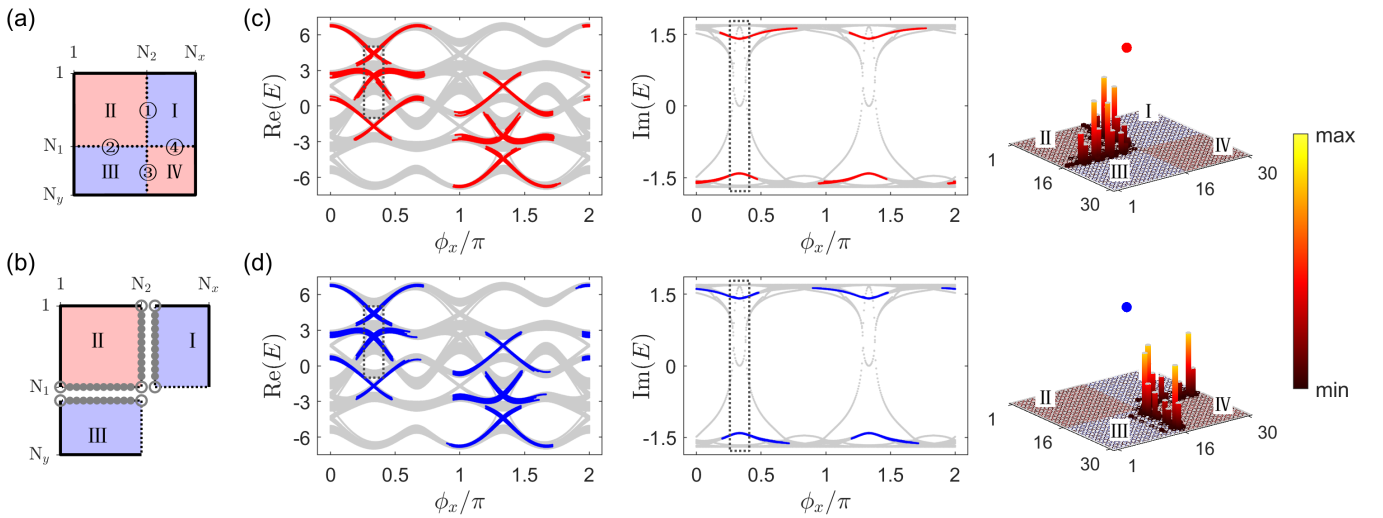 (a)
1 N₂ Nₓ
1
II ① I
N₁ ② ④
III ③ IV
Nᵧ
(b)
1 N₂ Nₓ
1
II I
N₁
III
Nᵧ
(c)
Re(E)
6
3
0
-3
-6
0 0.5 1 1.5 2
ϕₓ/π
Im(E)
1.5
0
-1.5
0 0.5 1 1.5 2
ϕₓ/π
I
II
III
IV
1
16
30
1
16
30
(d)
Re(E)
6
3
0
-3
-6
0 0.5 1 1.5 2
ϕₓ/π
Im(E)
1.5
0
-1.5
0 0.5 1 1.5 2
ϕₓ/π
II
III
IV
1
16
30
1
16
30
max
min